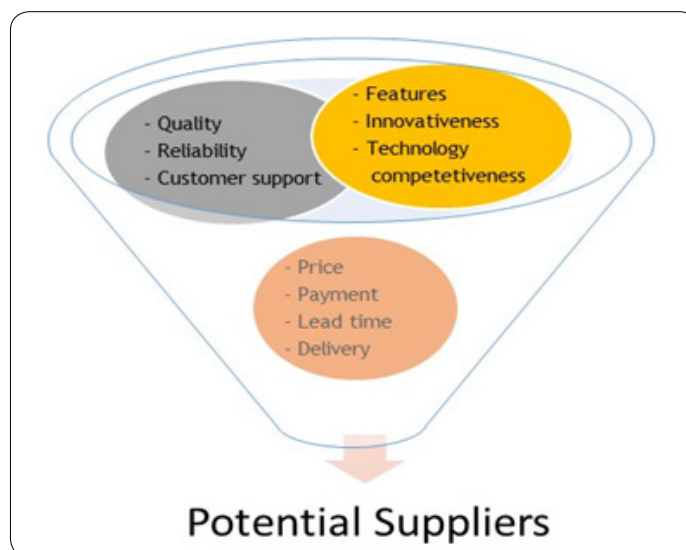 - Quality
- Reliability
- Customer support
- Features
- Innovativeness
- Technology
competetiveness
- Price
- Payment
- Lead time
- Delivery
Potential Suppliers